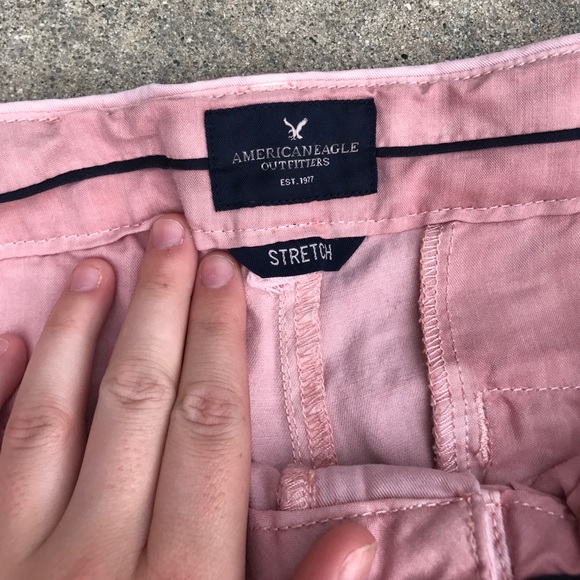 AMERICANEAGLE
OUTFITTERS
EST. 1977
STRETCH